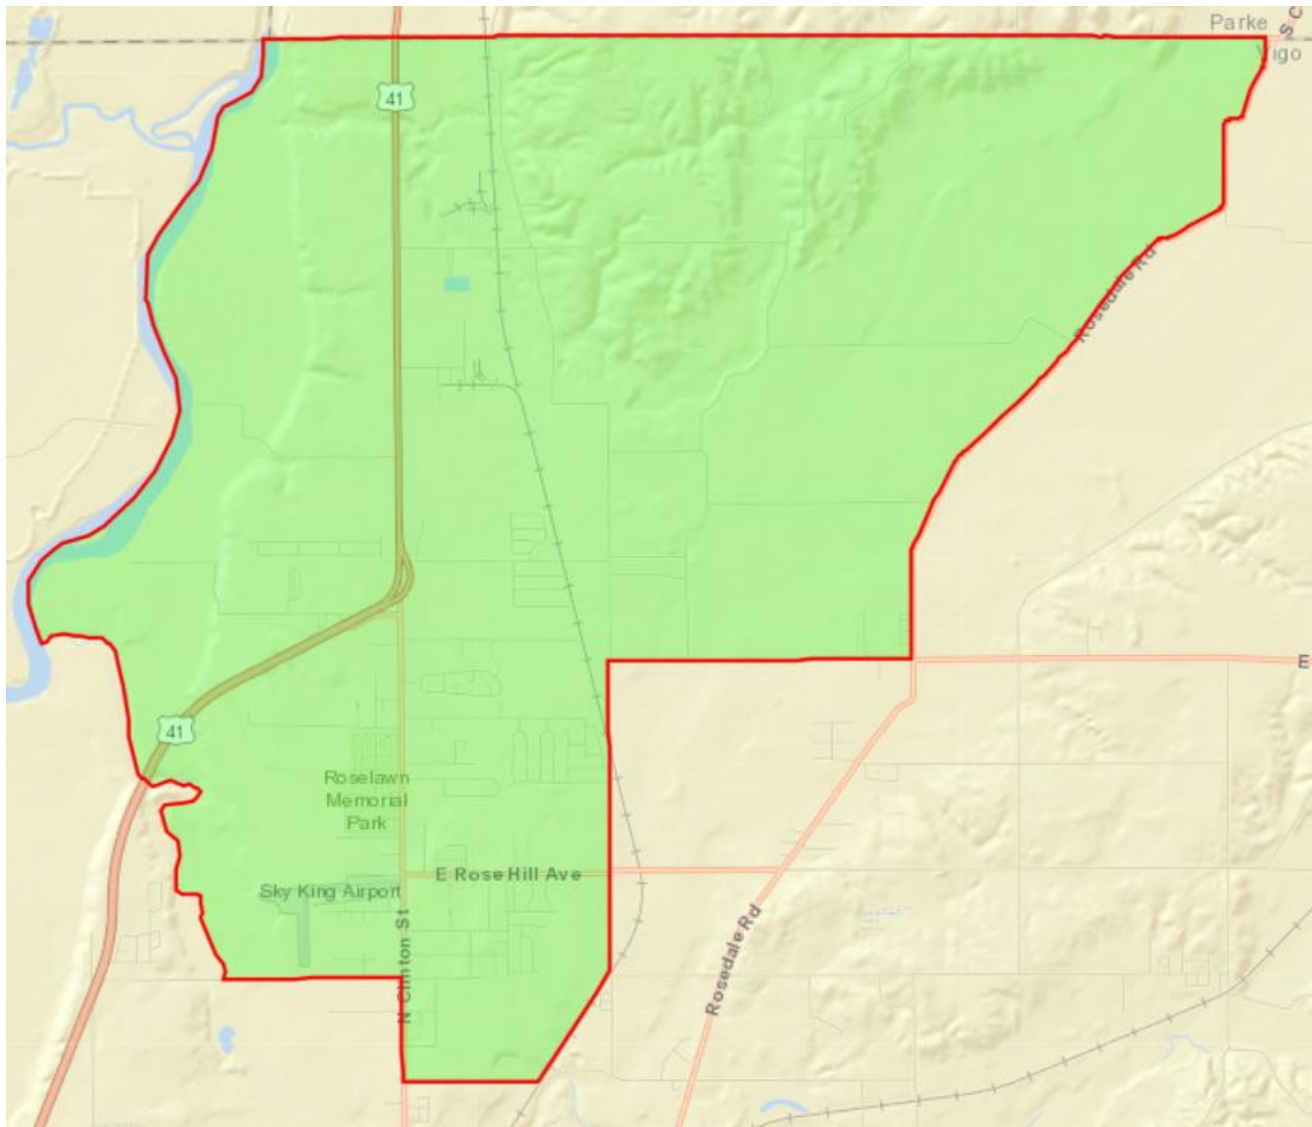 Parke
S C
Vigo
41
Rosedale Rd
E
41
Roselawn
Memorial
Park
E Rose Hill Ave
Sky King Airport
N Clinton St
Rosedale Rd